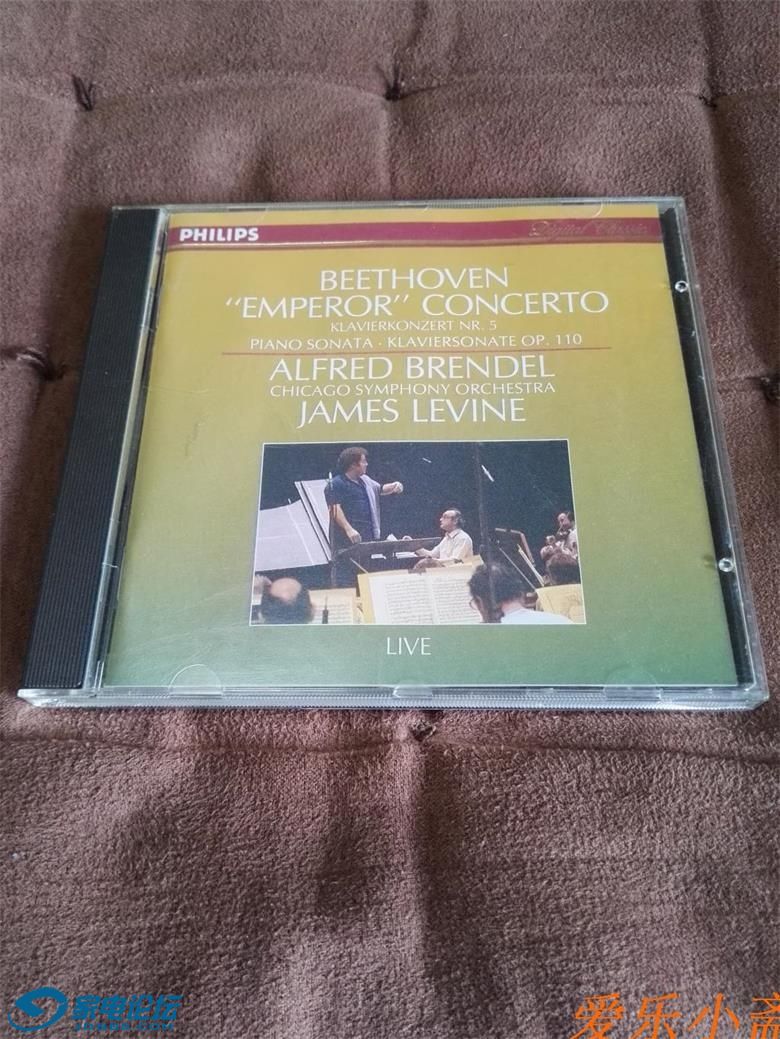 PHILIPS
Digital Classics
BEETHOVEN
“EMPEROR” CONCERTO
KLAVIERKONZERT NR. 5
PIANO SONATA · KLAVIERSONATE OP. 110
ALFRED BRENDEL
CHICAGO SYMPHONY ORCHESTRA
JAMES LEVINE
LIVE
家电论坛
爱乐小斋